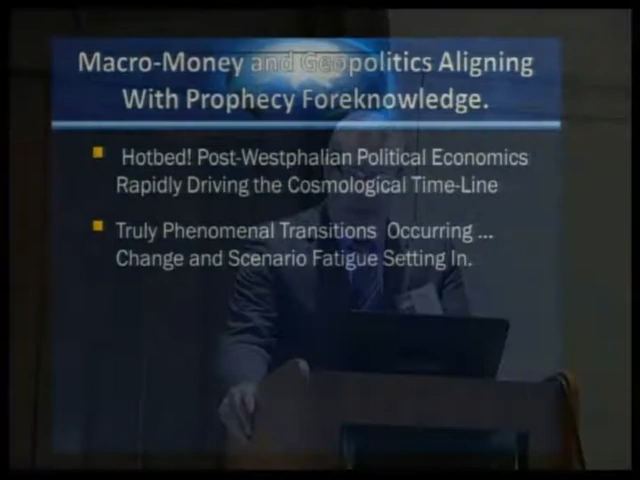 Macro-Money and Geopolitics Aligning
With Prophecy Foreknowledge.
Hotbed! Post-Westphalian Political Economics
Rapidly Driving the Cosmological Time-Line
Truly Phenomenal Transitions Occurring ...
Change and Scenario Fatigue Setting In.